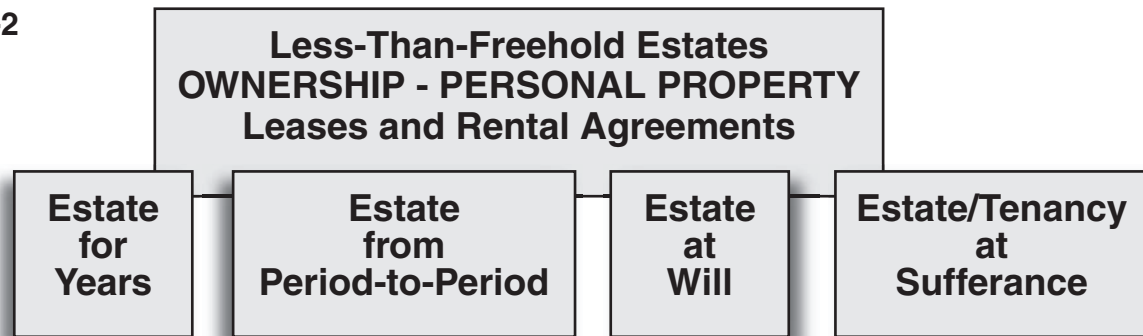 2
Less-Than-Freehold Estates
OWNERSHIP - PERSONAL PROPERTY
Leases and Rental Agreements
Estate
for
Years
Estate
from
Period-to-Period
Estate
at
Will
Estate/Tenancy
at
Sufferance